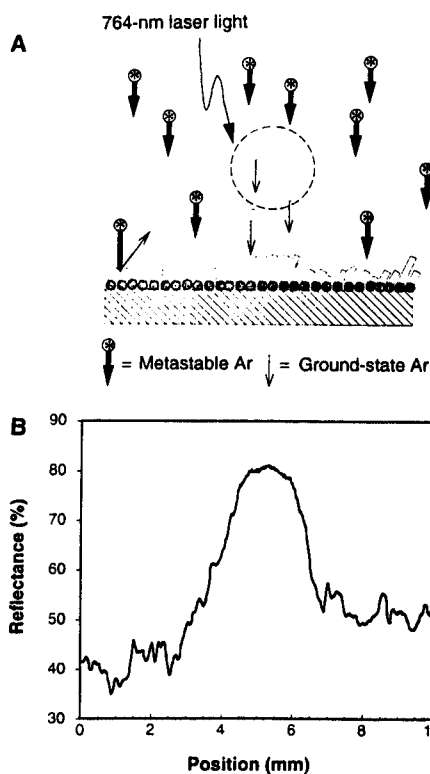 764-nm laser light
A
= Metastable Ar
= Ground-state Ar
B
90
80
70
60
50
40
30
Reflectance (%)
0
2
4
6
8
Position (mm)